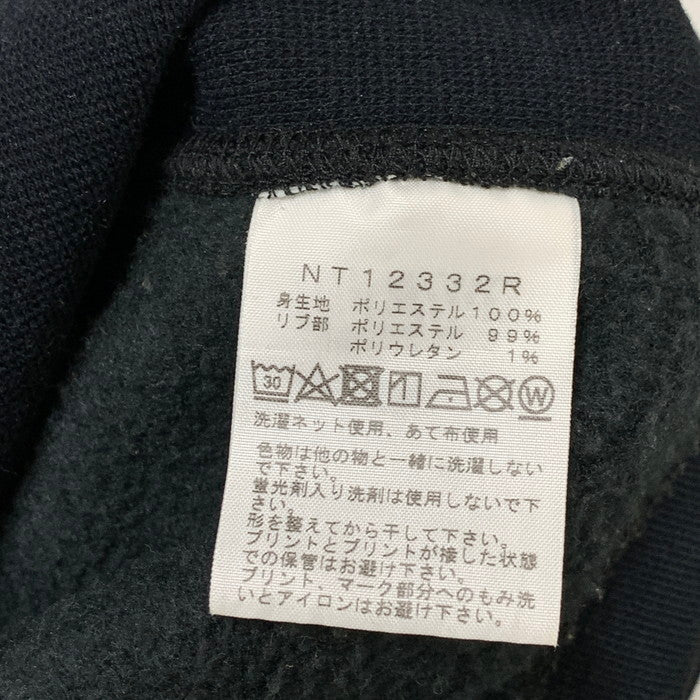 NT12332R
身生地 ポリエステル100%
リブ部 ポリエステル 99%
ポリウレタン 1%
30 W
洗濯ネット使用、あて布使用
色物は他の物と一緒に洗濯しない
で下さい。
蛍光剤入り洗剤は使用しないで下
さい。
形を整えてから干して下さい。
プリントとプリントが接した状態
での保管はお避け下さい。
プリント、マーク部分へのもみ洗
いとアイロンはお避け下さい。